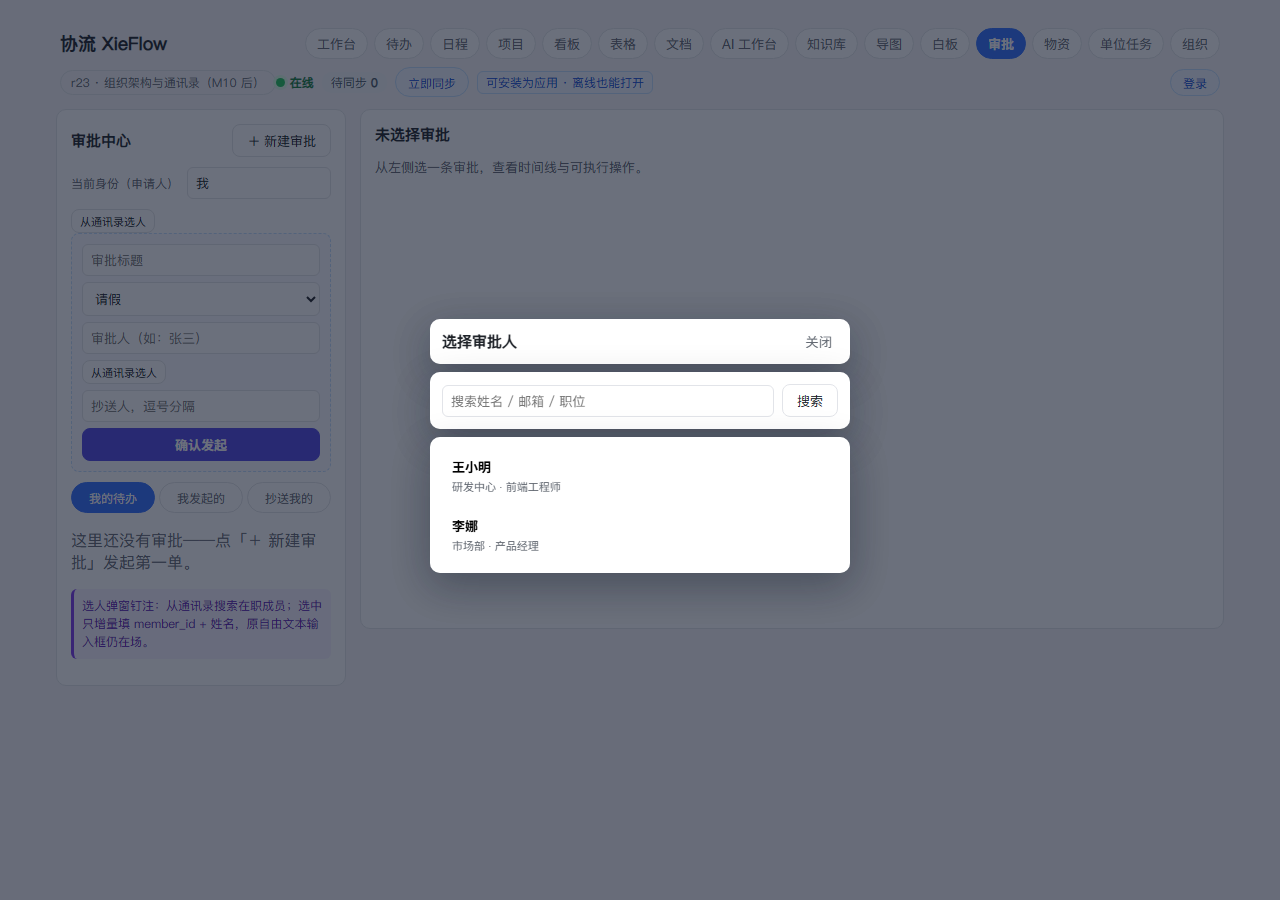 协流 XieFlow
工作台 待办 日程 项目 看板 表格 文档 AI 工作台 知识库 导图 白板 审批 物资 单位任务 组织
r23 · 组织架构与通讯录（M10 后） 在线 待同步 0 立即同步 可安装为应用 · 离线也能打开 登录
审批中心 ＋ 新建审批
当前身份（申请人） 我
从通讯录选人
审批标题
请假
审批人（如：张三）
从通讯录选人
抄送人，逗号分隔
确认发起
我的待办 我发起的 抄送我的
这里还没有审批——点「＋ 新建审
批」发起第一单。
选人弹窗钉注：从通讯录搜索在职成员；选中
只增量填 member_id + 姓名，原自由文本输
入框仍在场。
未选择审批
从左侧选一条审批，查看时间线与可执行操作。
选择审批人 关闭
搜索姓名 / 邮箱 / 职位 搜索
王小明
研发中心 · 前端工程师
李娜
市场部 · 产品经理